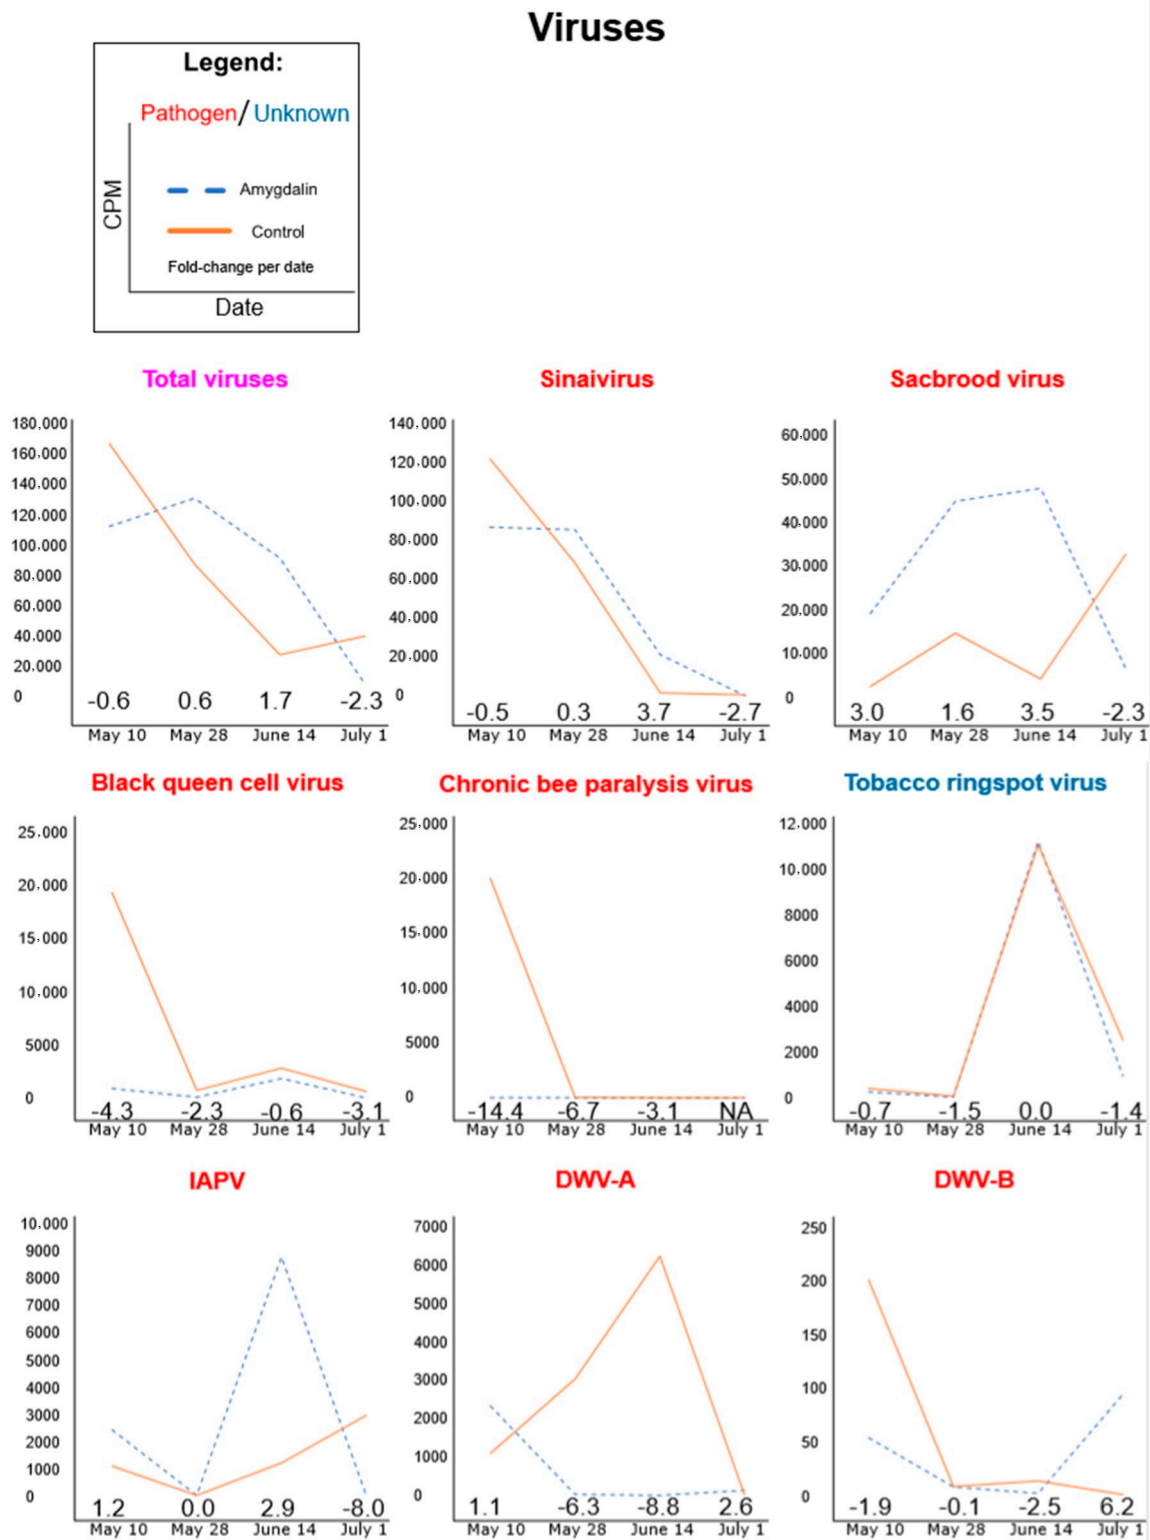 Viruses
Legend:
Pathogen/Unknown
CPM
Amygdalin
Control
Fold-change per date
Date
Total viruses
180.000
160.000
140.000
120.000
100.000
80.000
60.000
40.000
20.000
0
-0.6 0.6 1.7 -2.3
May 10 May 28 June 14 July 1
Sinaivirus
140.000
120.000
100.000
80.000
60.000
40.000
20.000
0
-0.5 0.3 3.7 -2.7
May 10 May 28 June 14 July 1
Sacbrood virus
60.000
50.000
40.000
30.000
20.000
10.000
0
3.0 1.6 3.5 -2.3
May 10 May 28 June 14 July 1
Black queen cell virus
25.000
20.000
15.000
10.000
5000
0
-4.3 -2.3 -0.6 -3.1
May 10 May 28 June 14 July 1
Chronic bee paralysis virus
25.000
20.000
15.000
10.000
5000
0
-14.4 -6.7 -3.1 NA
May 10 May 28 June 14 July 1
Tobacco ringspot virus
12.000
10.000
8000
6000
4000
2000
0
-0.7 -1.5 0.0 -1.4
May 10 May 28 June 14 July 1
IAPV
10.000
9000
8000
7000
6000
5000
4000
3000
2000
1000
0
1.2 0.0 2.9 -8.0
May 10 May 28 June 14 July 1
DWV-A
7000
6000
5000
4000
3000
2000
1000
0
1.1 -6.3 -8.8 2.6
May 10 May 28 June 14 July 1
DWV-B
250
200
150
100
50
0
-1.9 -0.1 -2.5 6.2
May 10 May 28 June 14 July 1